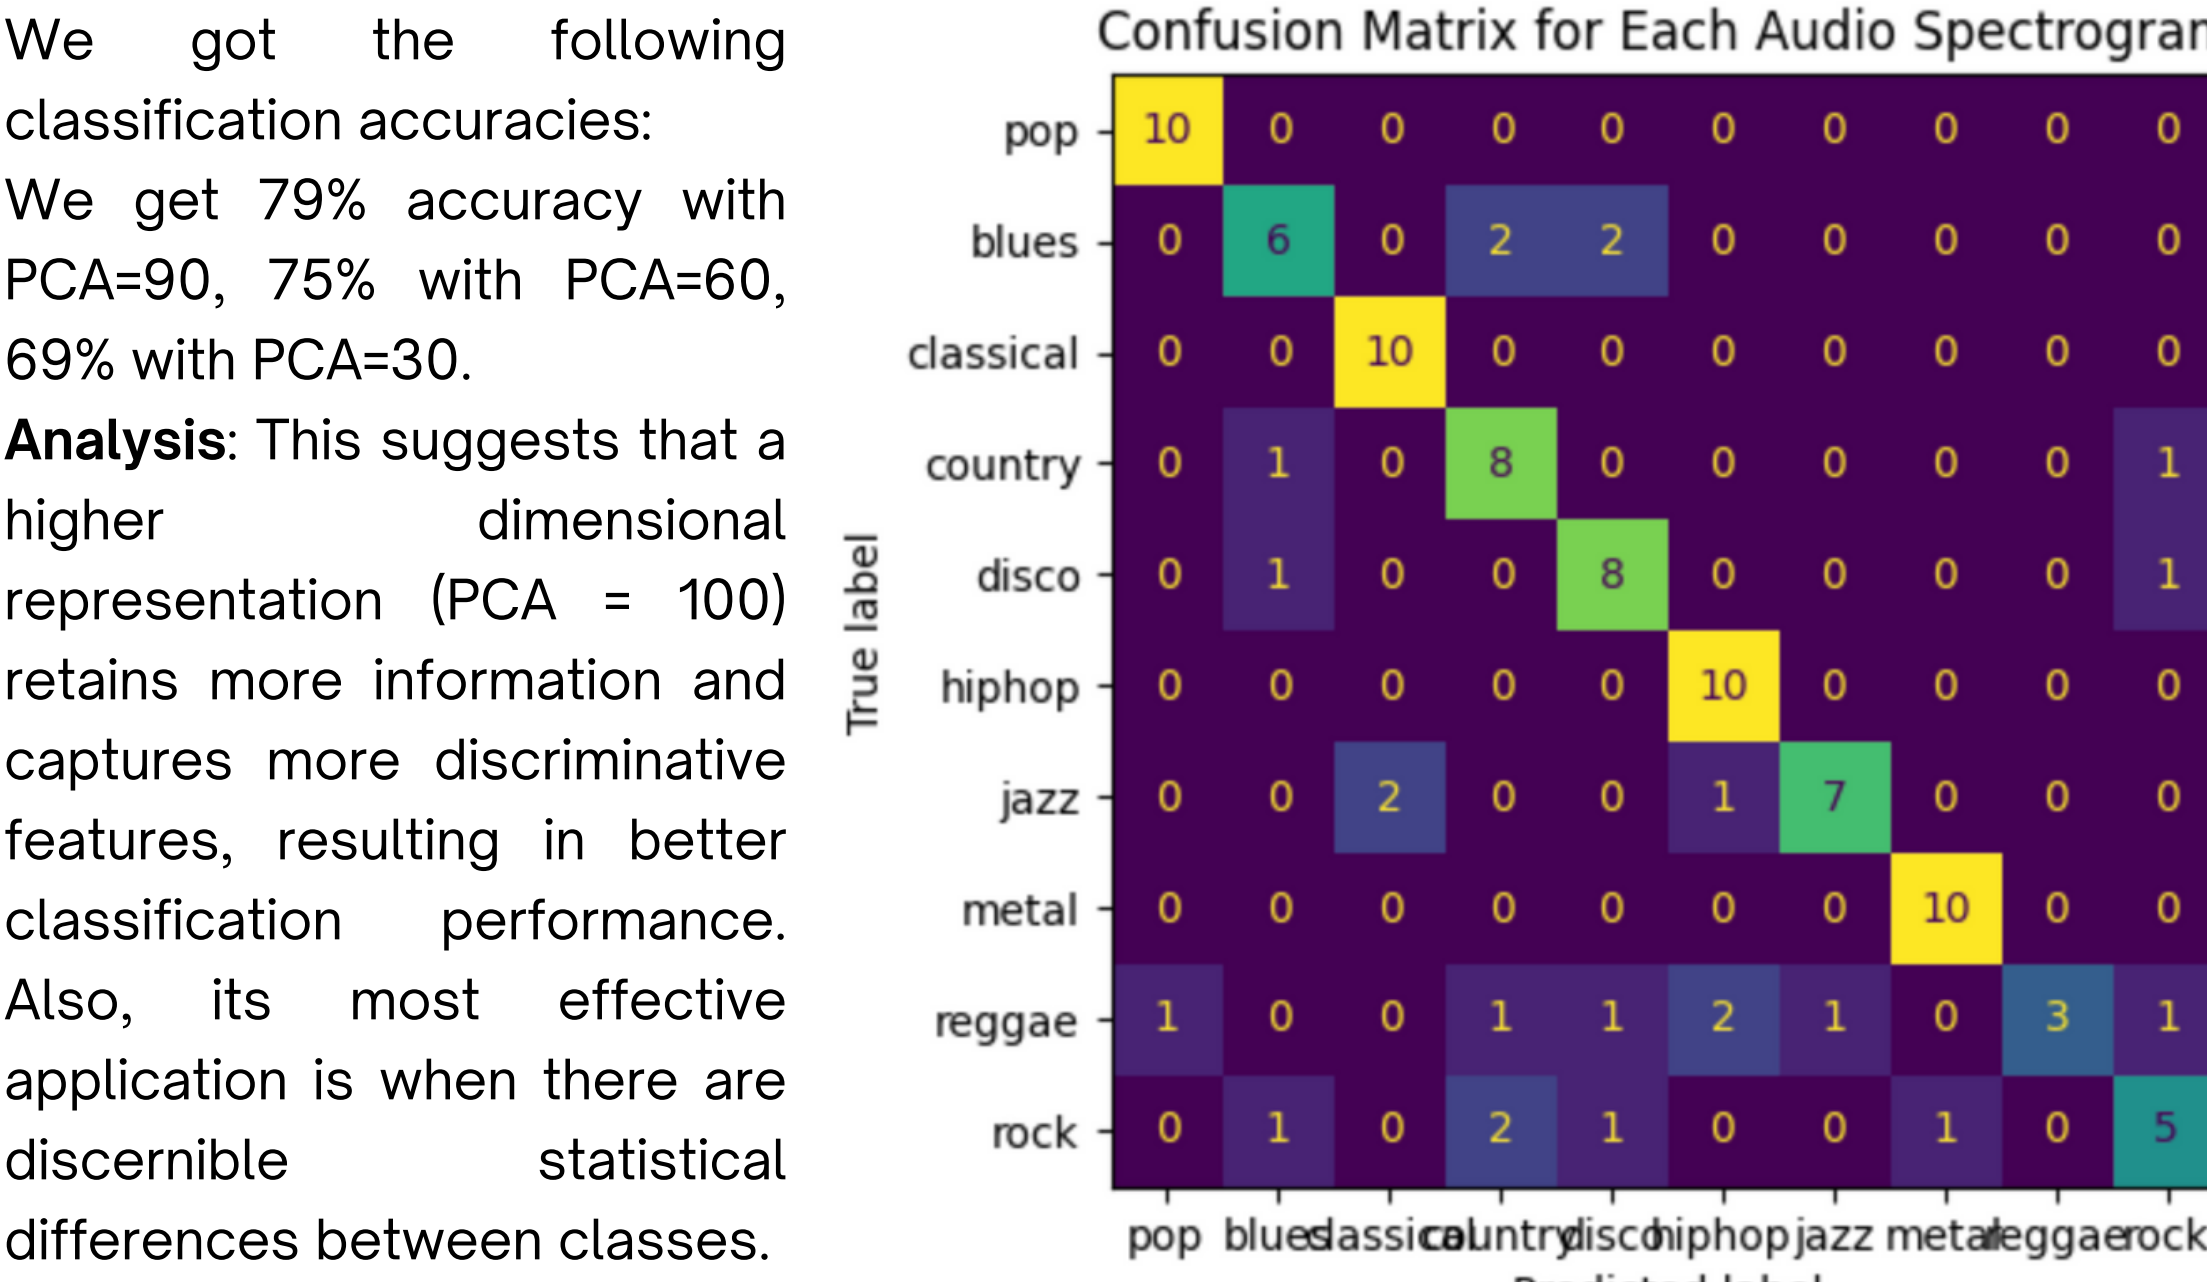 We got the following
classification accuracies:
We get 79% accuracy with
PCA=90, 75% with PCA=60,
69% with PCA=30.
Analysis: This suggests that a
higher dimensional
representation (PCA = 100)
retains more information and
captures more discriminative
features, resulting in better
classification performance.
Also, its most effective
application is when there are
discernible statistical
differences between classes.
Confusion Matrix for Each Audio Spectrogram
True label
pop 10 0 0 0 0 0 0 0 0 0
blues 0 6 0 2 2 0 0 0 0 0
classical 0 0 10 0 0 0 0 0 0 0
country 0 1 0 8 0 0 0 0 0 1
disco 0 1 0 0 8 0 0 0 0 1
hiphop 0 0 0 0 0 10 0 0 0 0
jazz 0 0 2 0 0 1 7 0 0 0
metal 0 0 0 0 0 0 0 10 0 0
reggae 1 0 0 1 1 2 1 0 3 1
rock 0 1 0 2 1 0 0 1 0 5
pop blues classical country disco hiphop jazz metal reggae rock
Predicted label